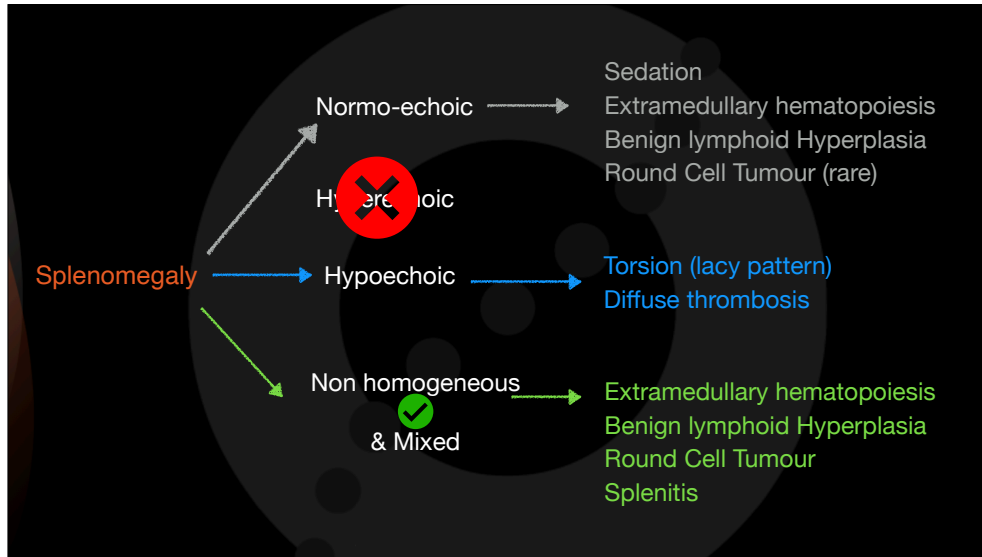 Sedation
Normo-echoic
Extramedullary hematopoiesis
Benign lymphoid Hyperplasia
Round Cell Tumour (rare)
Splenomegaly
Hypoechoic
Torsion (lacy pattern)
Diffuse thrombosis
Non homogeneous
& Mixed
Extramedullary hematopoiesis
Benign lymphoid Hyperplasia
Round Cell Tumour
Splenitis